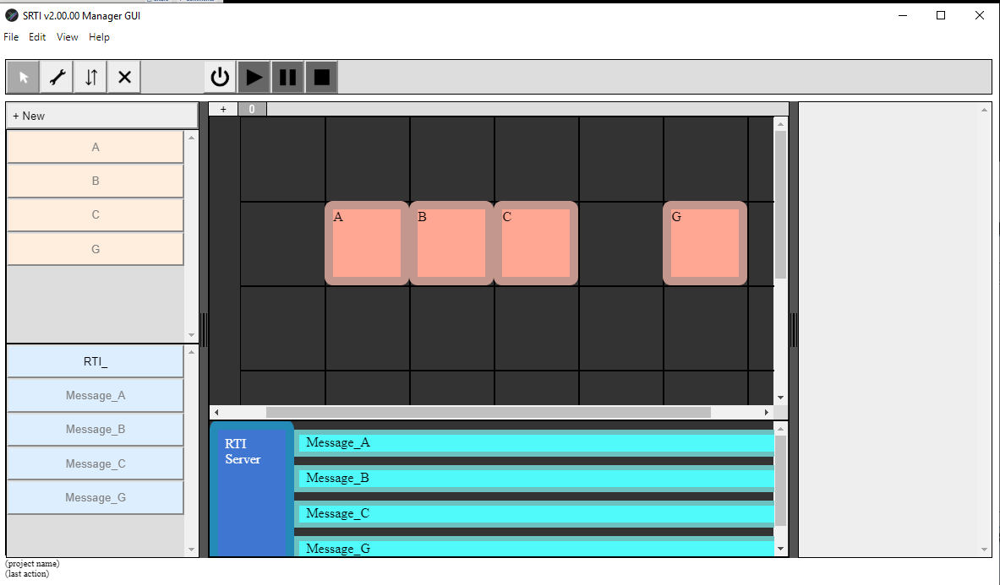 SRTI v2.00.00 Manager GUI
File Edit View Help
+ New
A
B
C
G
RTI_
Message_A
Message_B
Message_C
Message_G
+ 0
A B C G
RTI
Server
Message_A
Message_B
Message_C
Message_G
(project name)
(last action)